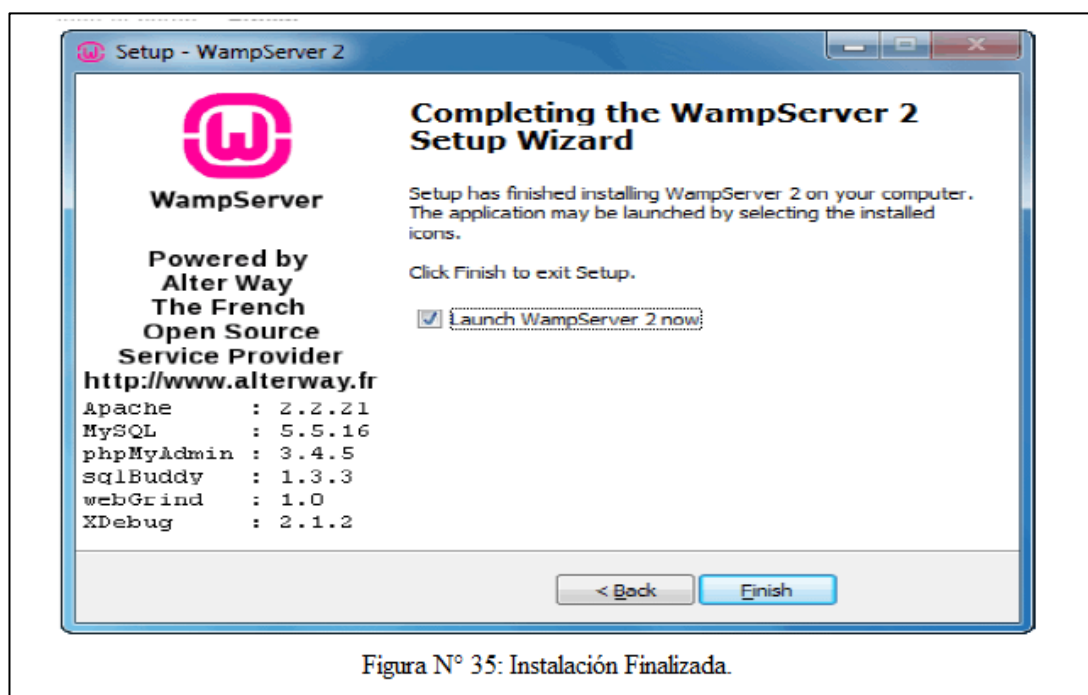 Setup - WampServer 2
WampServer
Powered by
Alter Way
The French
Open Source
Service Provider
http://www.alterway.fr
Apache : 2.2.21
MySQL : 5.5.16
phpMyAdmin : 3.4.5
sqlBuddy : 1.3.3
webGrind : 1.0
XDebug : 2.1.2
Completing the WampServer 2
Setup Wizard
Setup has finished installing WampServer 2 on your computer.
The application may be launched by selecting the installed
icons.
Click Finish to exit Setup.
Launch WampServer 2 now
< Back
Finish
Figura N° 35: Instalación Finalizada.